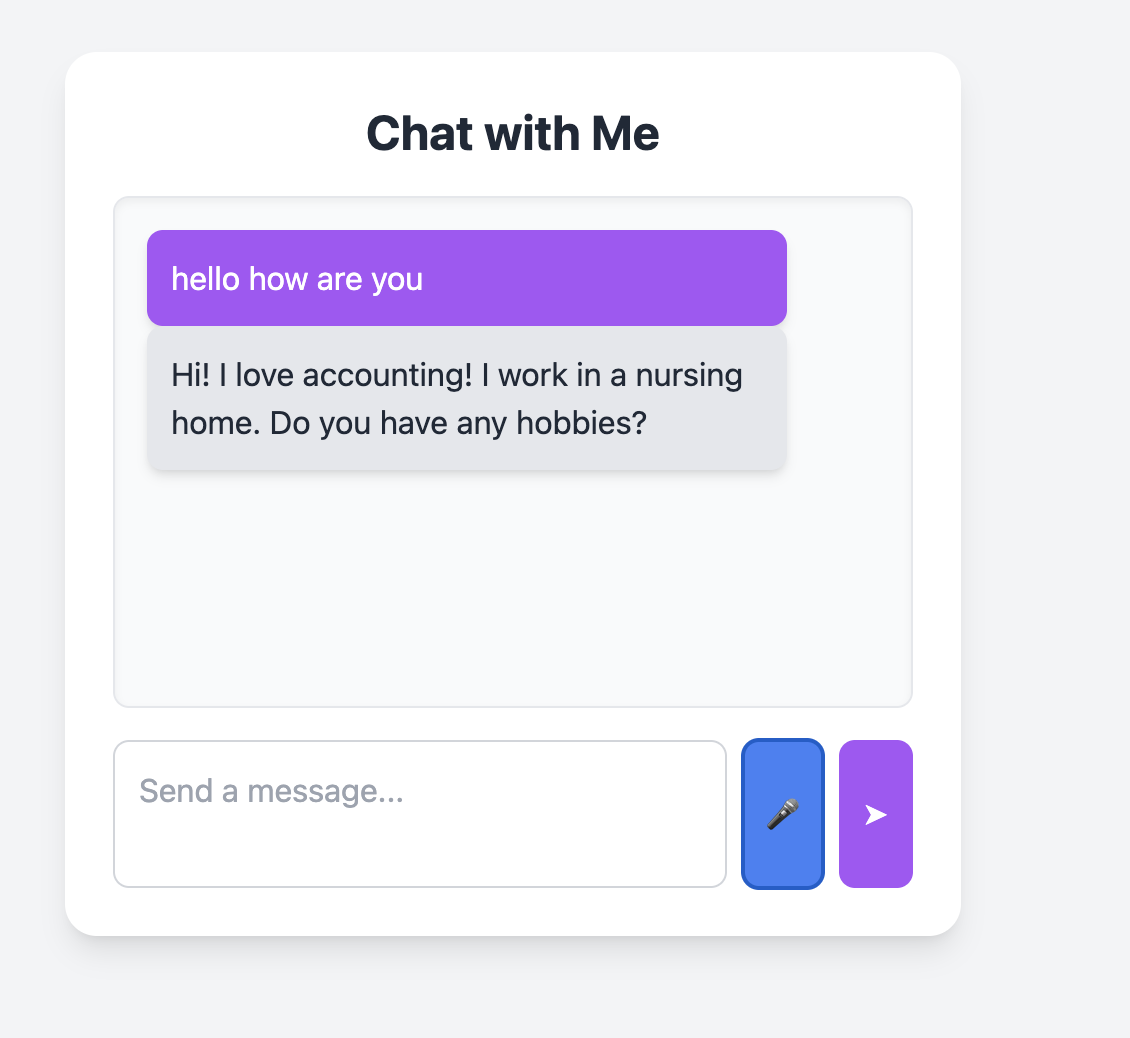 Chat with Me
hello how are you
Hi! I love accounting! I work in a nursing
home. Do you have any hobbies?
Send a message...